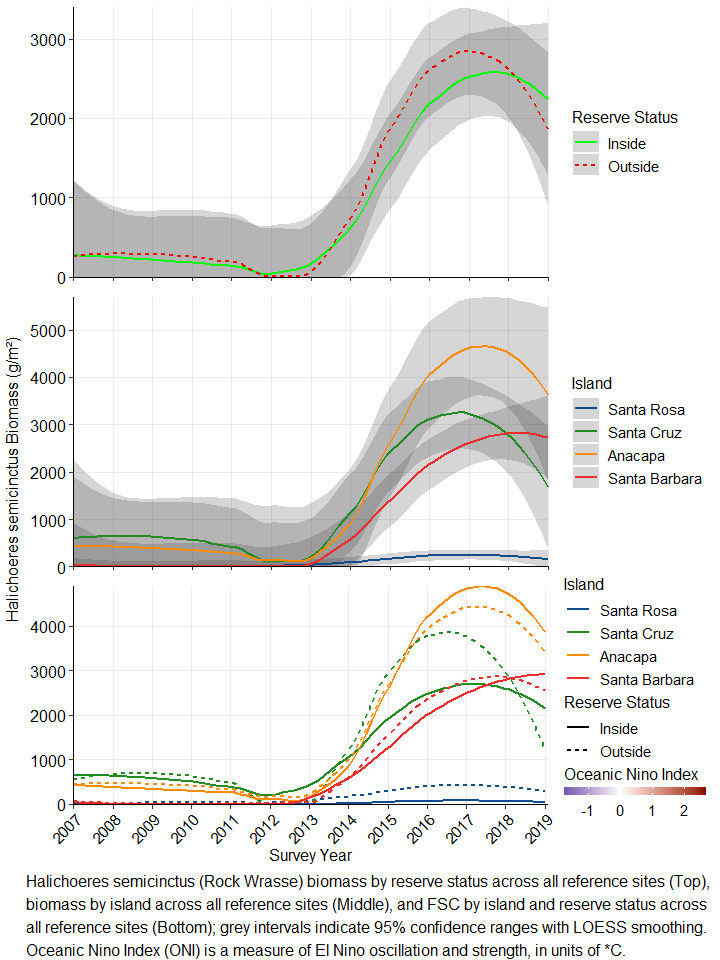 3000
2000
1000
0
Reserve Status
Inside
Outside
Halichoeres semicinctus Biomass (g/m²)
5000
4000
3000
2000
1000
0
Island
Santa Rosa
Santa Cruz
Anacapa
Santa Barbara
4000
3000
2000
1000
0
2007 2008 2009 2010 2011 2012 2013 2014 2015 2016 2017 2018 2019
Survey Year
Island
Santa Rosa
Santa Cruz
Anacapa
Santa Barbara
Reserve Status
Inside
Outside
Oceanic Nino Index
-1 0 1 2
Halichoeres semicinctus (Rock Wrasse) biomass by reserve status across all reference sites (Top),
biomass by island across all reference sites (Middle), and FSC by island and reserve status across
all reference sites (Bottom); grey intervals indicate 95% confidence ranges with LOESS smoothing.
Oceanic Nino Index (ONI) is a measure of El Nino oscillation and strength, in units of *C.